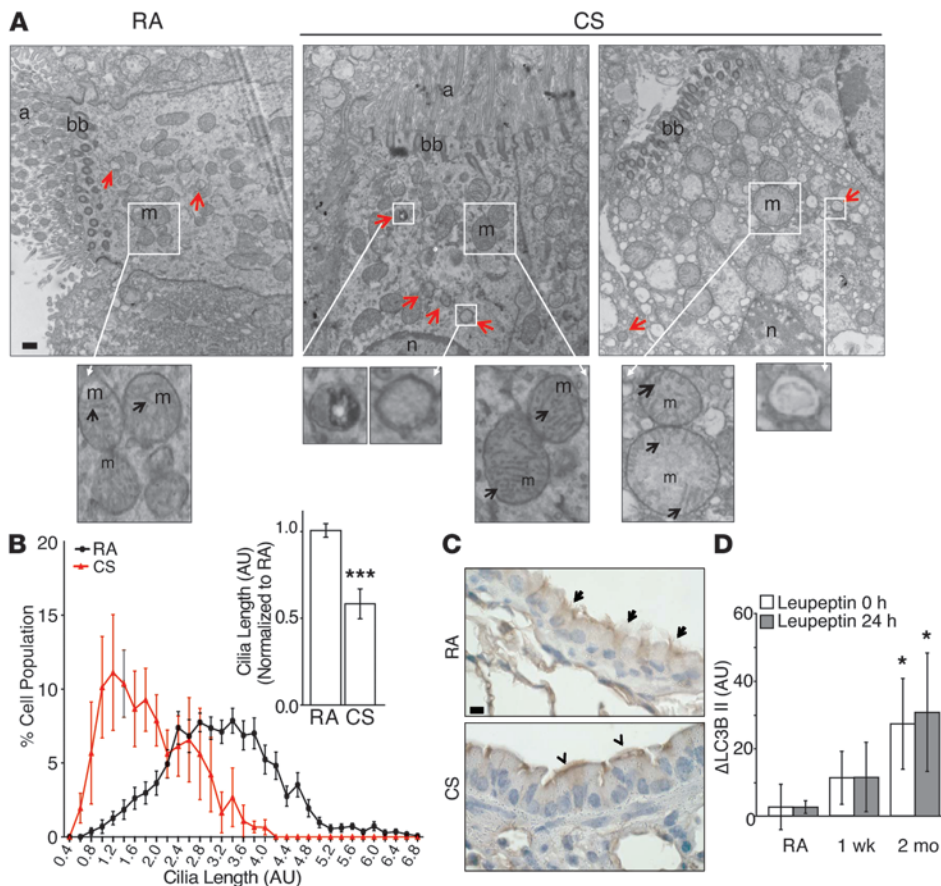 A
RA
CS
a
bb
m
a
bb
m
n
bb
m
n
m
m
m
m
m
m
m
B
% Cell Population
20
15
10
5
0
RA
CS
Cilia Length (AU)
(Normalized to RA)
1.0
0.5
0
***
RA CS
0.4 0.8 1.2 1.6 2.0 2.4 2.8 3.2 3.6 4.0 4.4 4.8 5.2 5.6 6.0 6.4 6.8
Cilia Length (AU)
C
RA
CS
D
Leupeptin 0 h
Leupeptin 24 h
ΔLC3B II (AU)
60
40
20
0
* *
RA 1 wk 2 mo